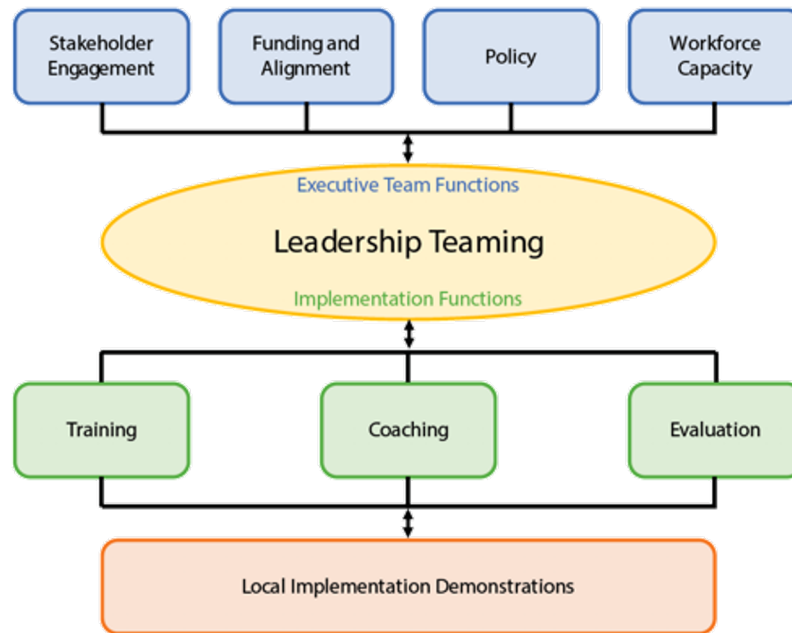 Stakeholder
Engagement
Funding and
Alignment
Policy
Workforce
Capacity
Executive Team Functions
Leadership Teaming
Implementation Functions
Training
Coaching
Evaluation
Local Implementation Demonstrations